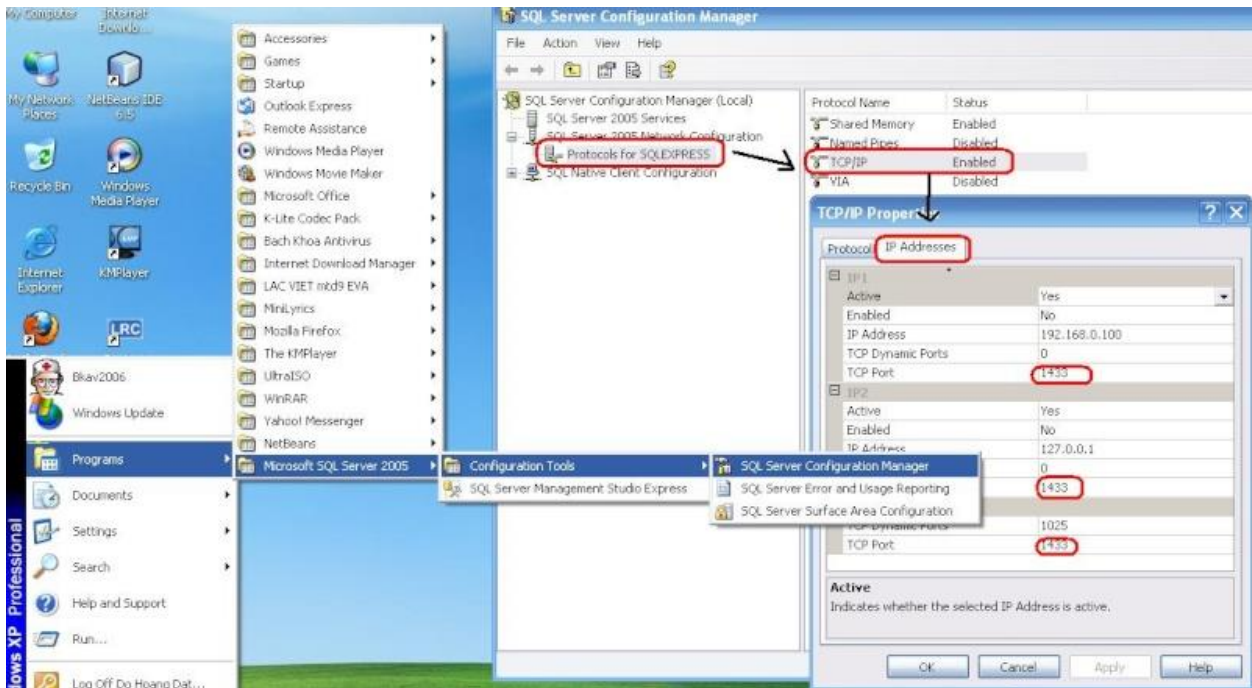 My Computer
Internet
Downlo...
My Network
Places
NetBeans IDE
6.5
Recycle Bin
Windows
Media Player
Internet
Explorer
KMPlayer
LRC
Bkav2006
Windows Update
Programs
Documents
Settings
Search
Help and Support
Run...
Log Off Do Hoang Dat...
dows XP Professional
Accessories
Games
Startup
Outlook Express
Remote Assistance
Windows Media Player
Windows Movie Maker
Microsoft Office
K-Lite Codec Pack
Bach Khoa Antivirus
Internet Download Manager
LAC VIET mtd9 EVA
MiniLyrics
Mozilla Firefox
The KMPlayer
UltraISO
WinRAR
Yahoo! Messenger
NetBeans
Microsoft SQL Server 2005
Configuration Tools
SQL Server Management Studio Express
SQL Server Configuration Manager
SQL Server Error and Usage Reporting
SQL Server Surface Area Configuration
SQL Server Configuration Manager
File Action View Help
SQL Server Configuration Manager (Local)
SQL Server 2005 Services
SQL Server 2005 Network Configuration
Protocols for SQLEXPRESS
SQL Native Client Configuration
Protocol Name Status
Shared Memory Enabled
Named Pipes Disabled
TCP/IP Enabled
VIA Disabled
TCP/IP Proper
Protocol IP Addresses
IP1
Active Yes
Enabled No
IP Address 192.168.0.100
TCP Dynamic Ports 0
TCP Port 1433
IP2
Active Yes
Enabled No
IP Address 127.0.0.1
0
1433
TCP Dynamic Ports 1025
TCP Port 1433
Active
Indicates whether the selected IP Address is active.
OK Cancel Apply Help